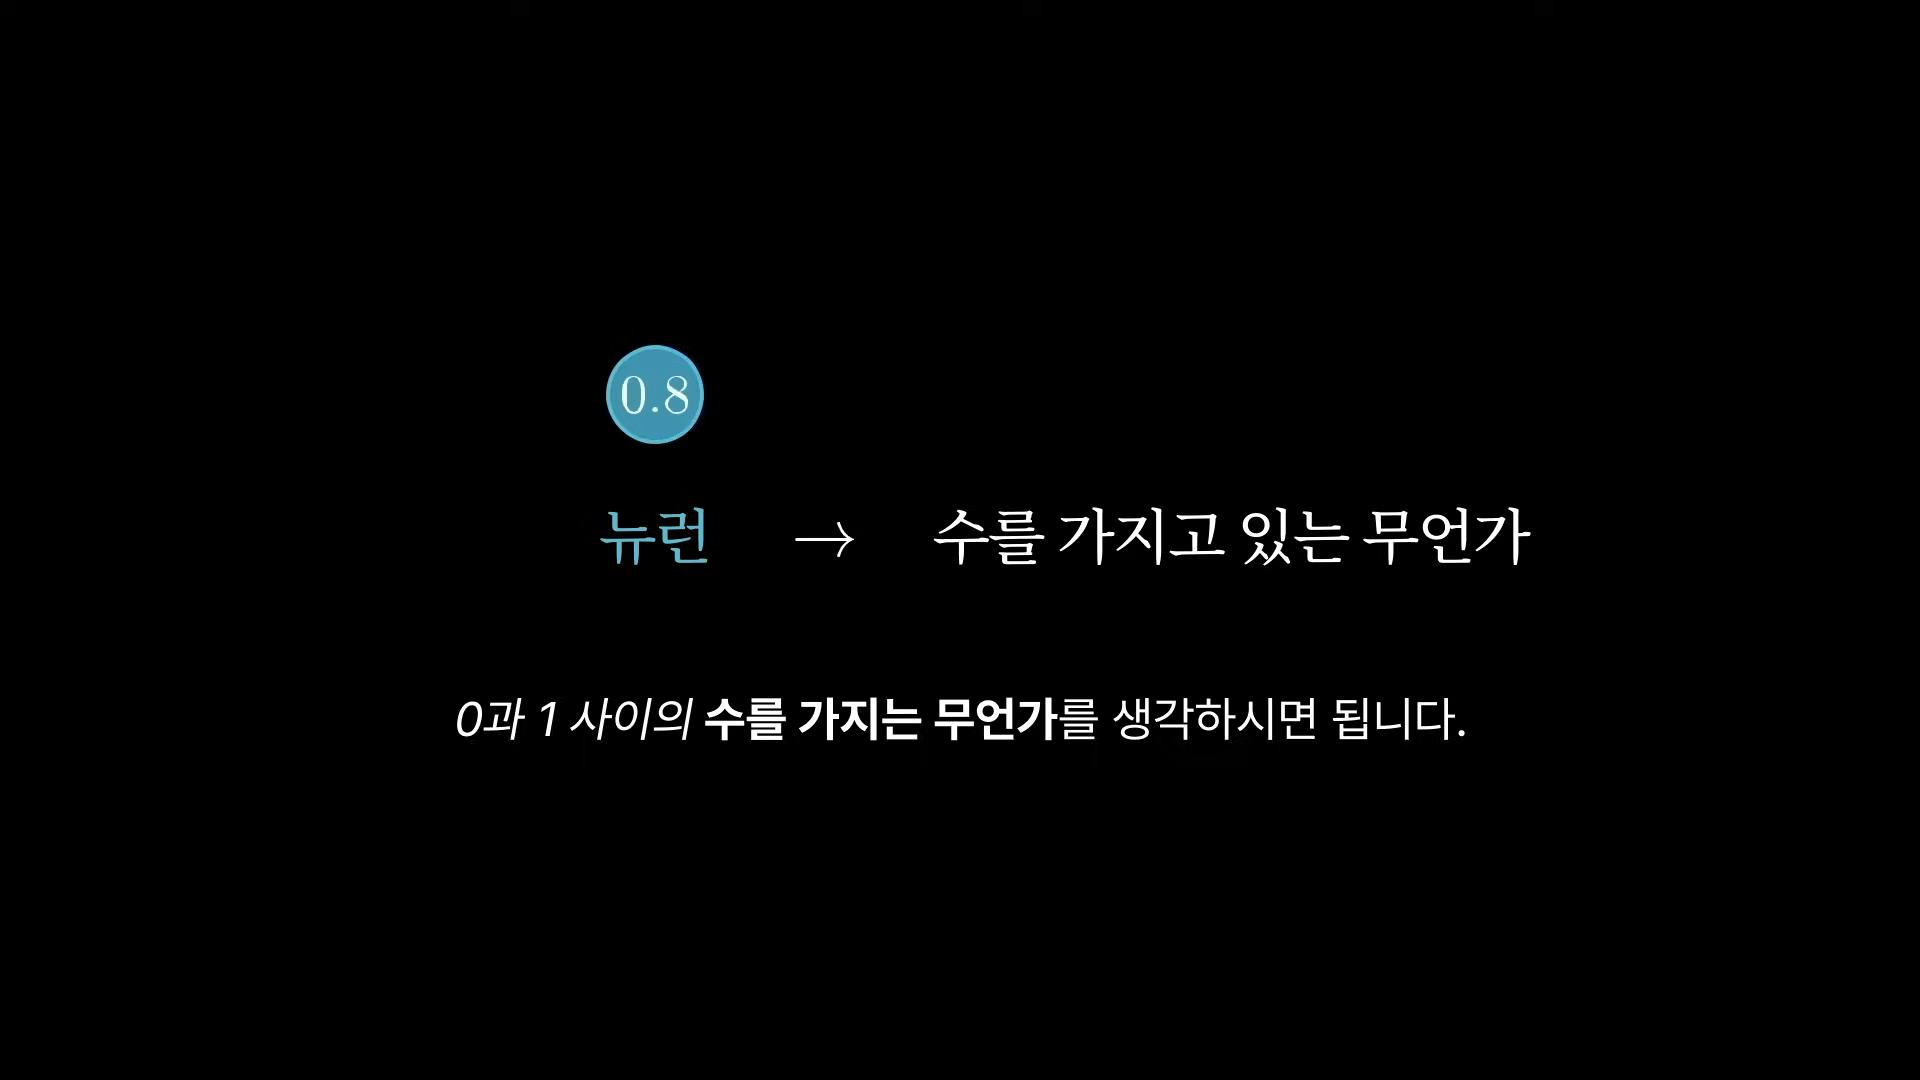 0.8
뉴런 → 수를 가지고 있는 무언가
0과 1 사이의 수를 가지는 무언가를 생각하시면 됩니다.